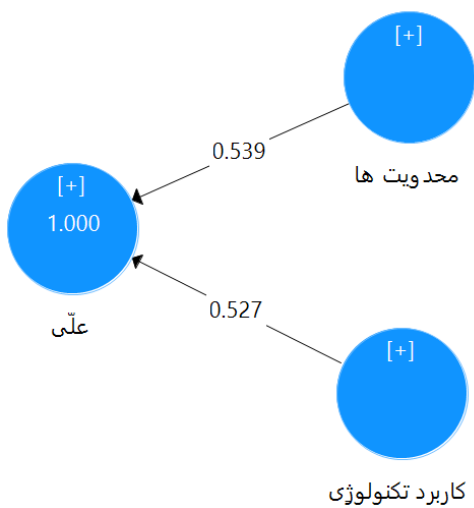 [+]
محدویت ها
0.539
[+]
1.000
علّی
0.527
[+]
کاربرد تکنولوژی